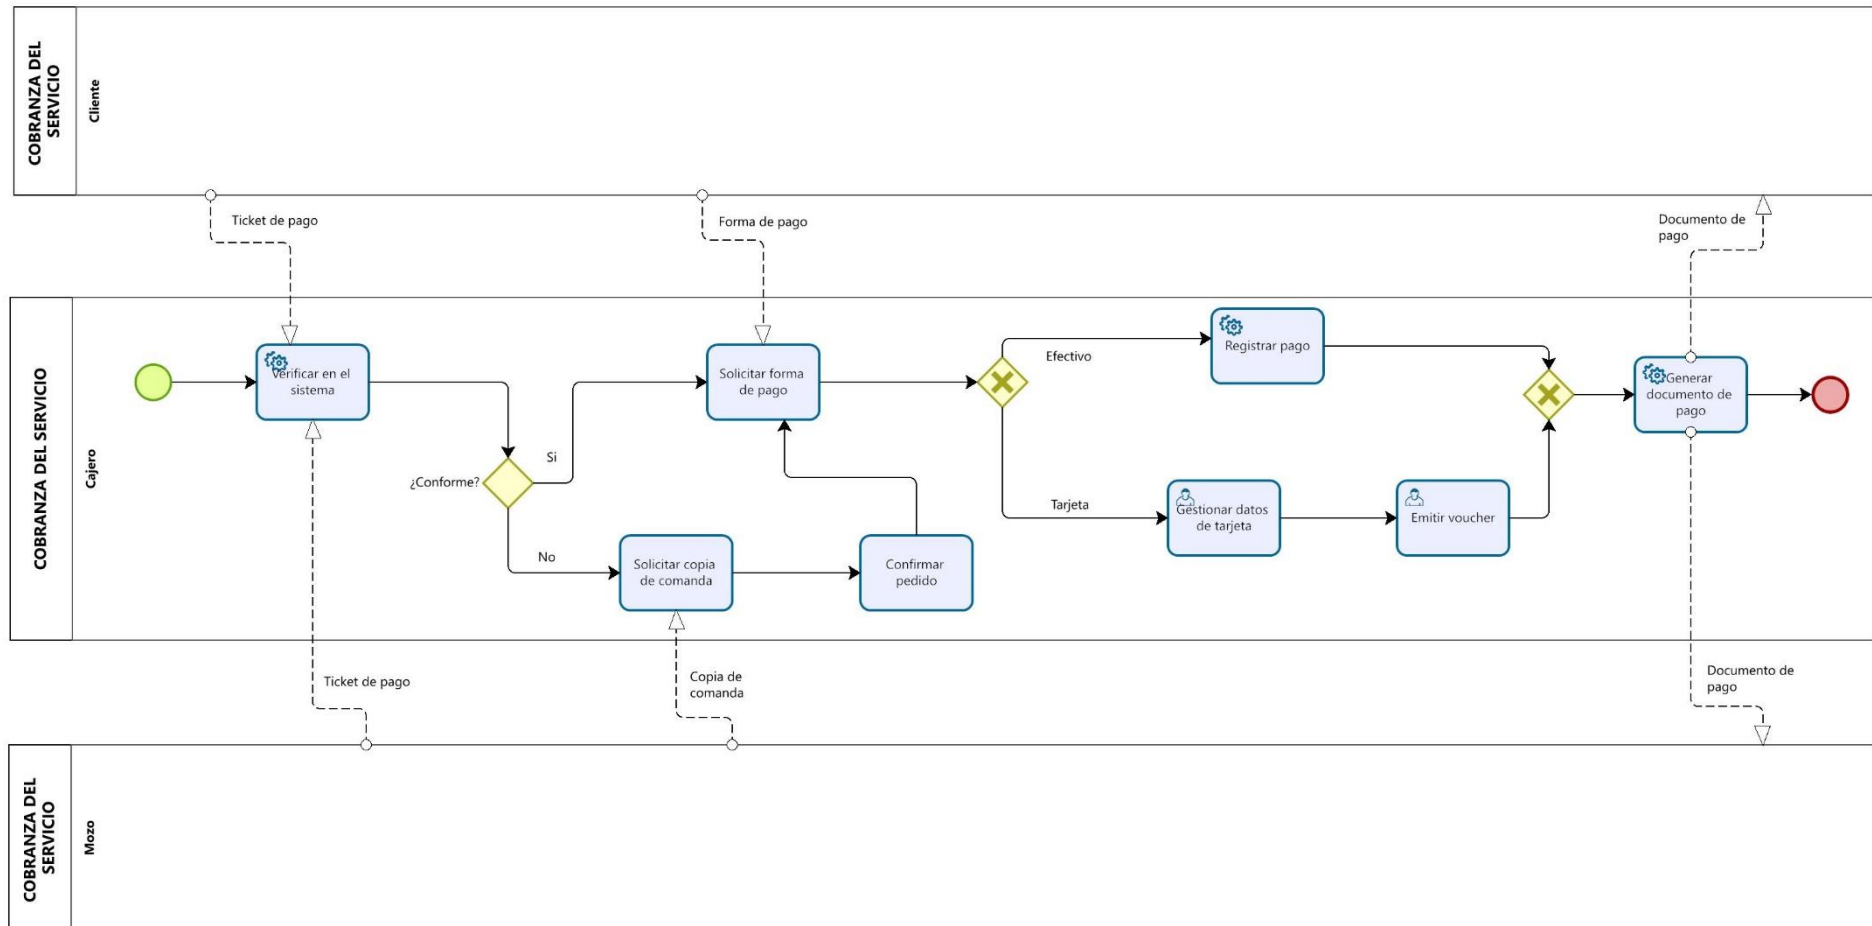 COBRANZA DEL
SERVICIO
Cliente
Ticket de pago
Forma de pago
Documento de
pago
COBRANZA DEL SERVICIO
Cajero
Verificar en el
sistema
¿Conforme?
Si
No
Solicitar forma
de pago
Solicitar copia
de comanda
Confirmar
pedido
Efectivo
Tarjeta
Registrar pago
Gestionar datos
de tarjeta
Emitir voucher
Generar
documento de
pago
Ticket de pago
Copia de
comanda
Documento de
pago
COBRANZA DEL
SERVICIO
Mozo